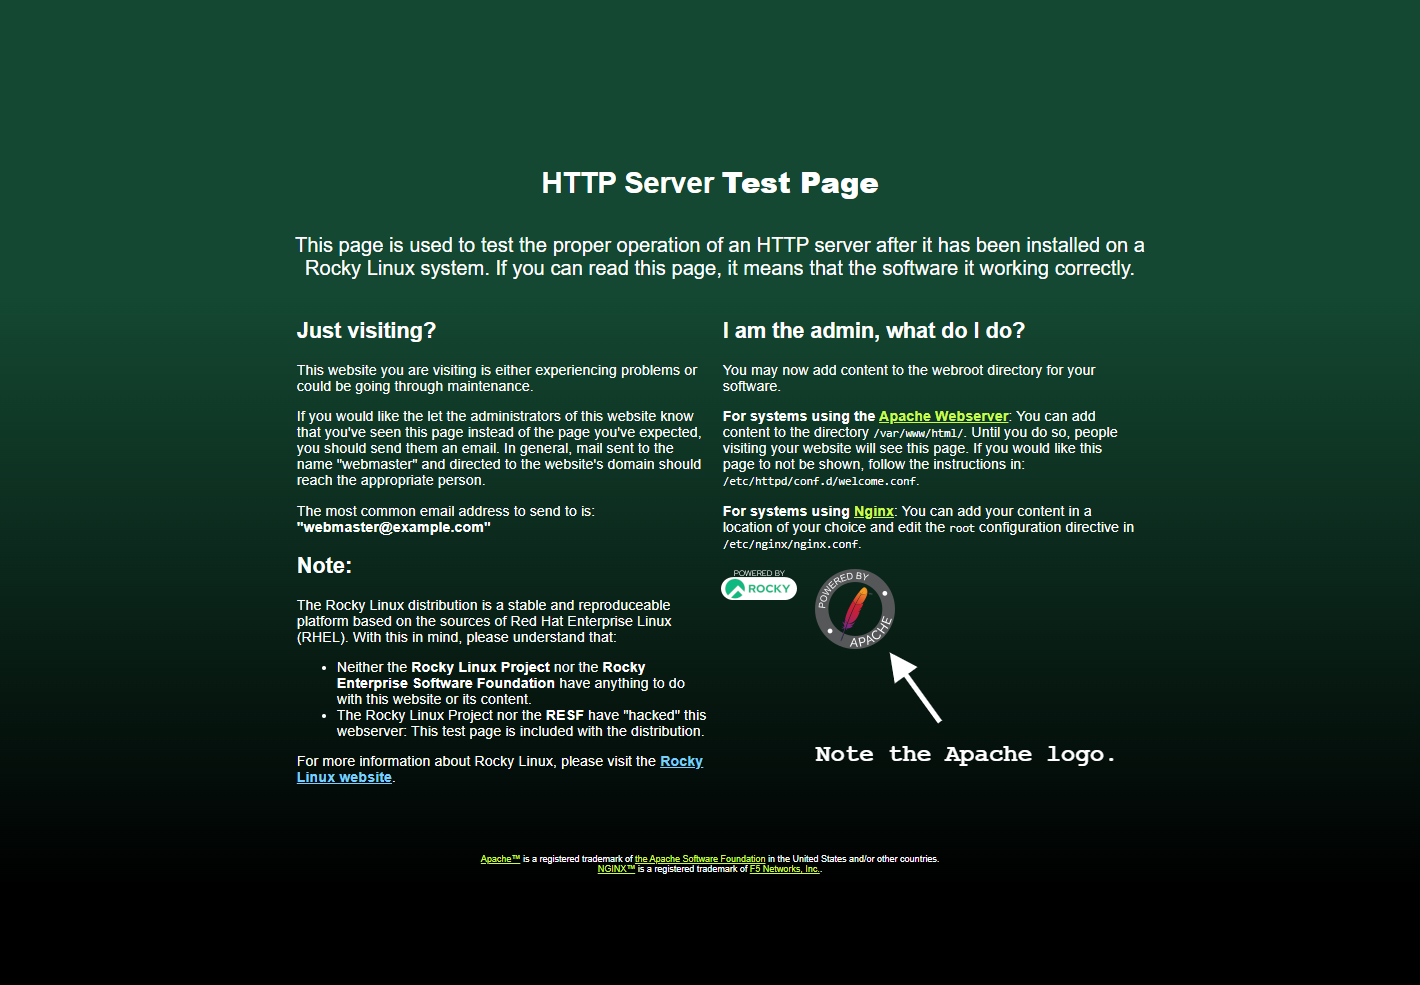 HTTP Server Test Page
This page is used to test the proper operation of an HTTP server after it has been installed on a
Rocky Linux system. If you can read this page, it means that the software it working correctly.
Just visiting?
This website you are visiting is either experiencing problems or
could be going through maintenance.
If you would like the let the administrators of this website know
that you've seen this page instead of the page you've expected,
you should send them an email. In general, mail sent to the
name "webmaster" and directed to the website's domain should
reach the appropriate person.
The most common email address to send to is:
"webmaster@example.com"
Note:
The Rocky Linux distribution is a stable and reproduceable
platform based on the sources of Red Hat Enterprise Linux
(RHEL). With this in mind, please understand that:
• Neither the Rocky Linux Project nor the Rocky
Enterprise Software Foundation have anything to do
with this website or its content.
• The Rocky Linux Project nor the RESF have "hacked" this
webserver: This test page is included with the distribution.
For more information about Rocky Linux, please visit the Rocky
Linux website.
I am the admin, what do I do?
You may now add content to the webroot directory for your
software.
For systems using the Apache Webserver: You can add
content to the directory /var/www/html/. Until you do so, people
visiting your website will see this page. If you would like this
page to not be shown, follow the instructions in:
/etc/httpd/conf.d/welcome.conf.
For systems using Nginx: You can add your content in a
location of your choice and edit the root configuration directive in
/etc/nginx/nginx.conf.
POWERED BY
ROCKY
POWERED BY
APACHE
Note the Apache logo.
Apache™ is a registered trademark of the Apache Software Foundation in the United States and/or other countries.
NGINX™ is a registered trademark of F5 Networks, Inc..